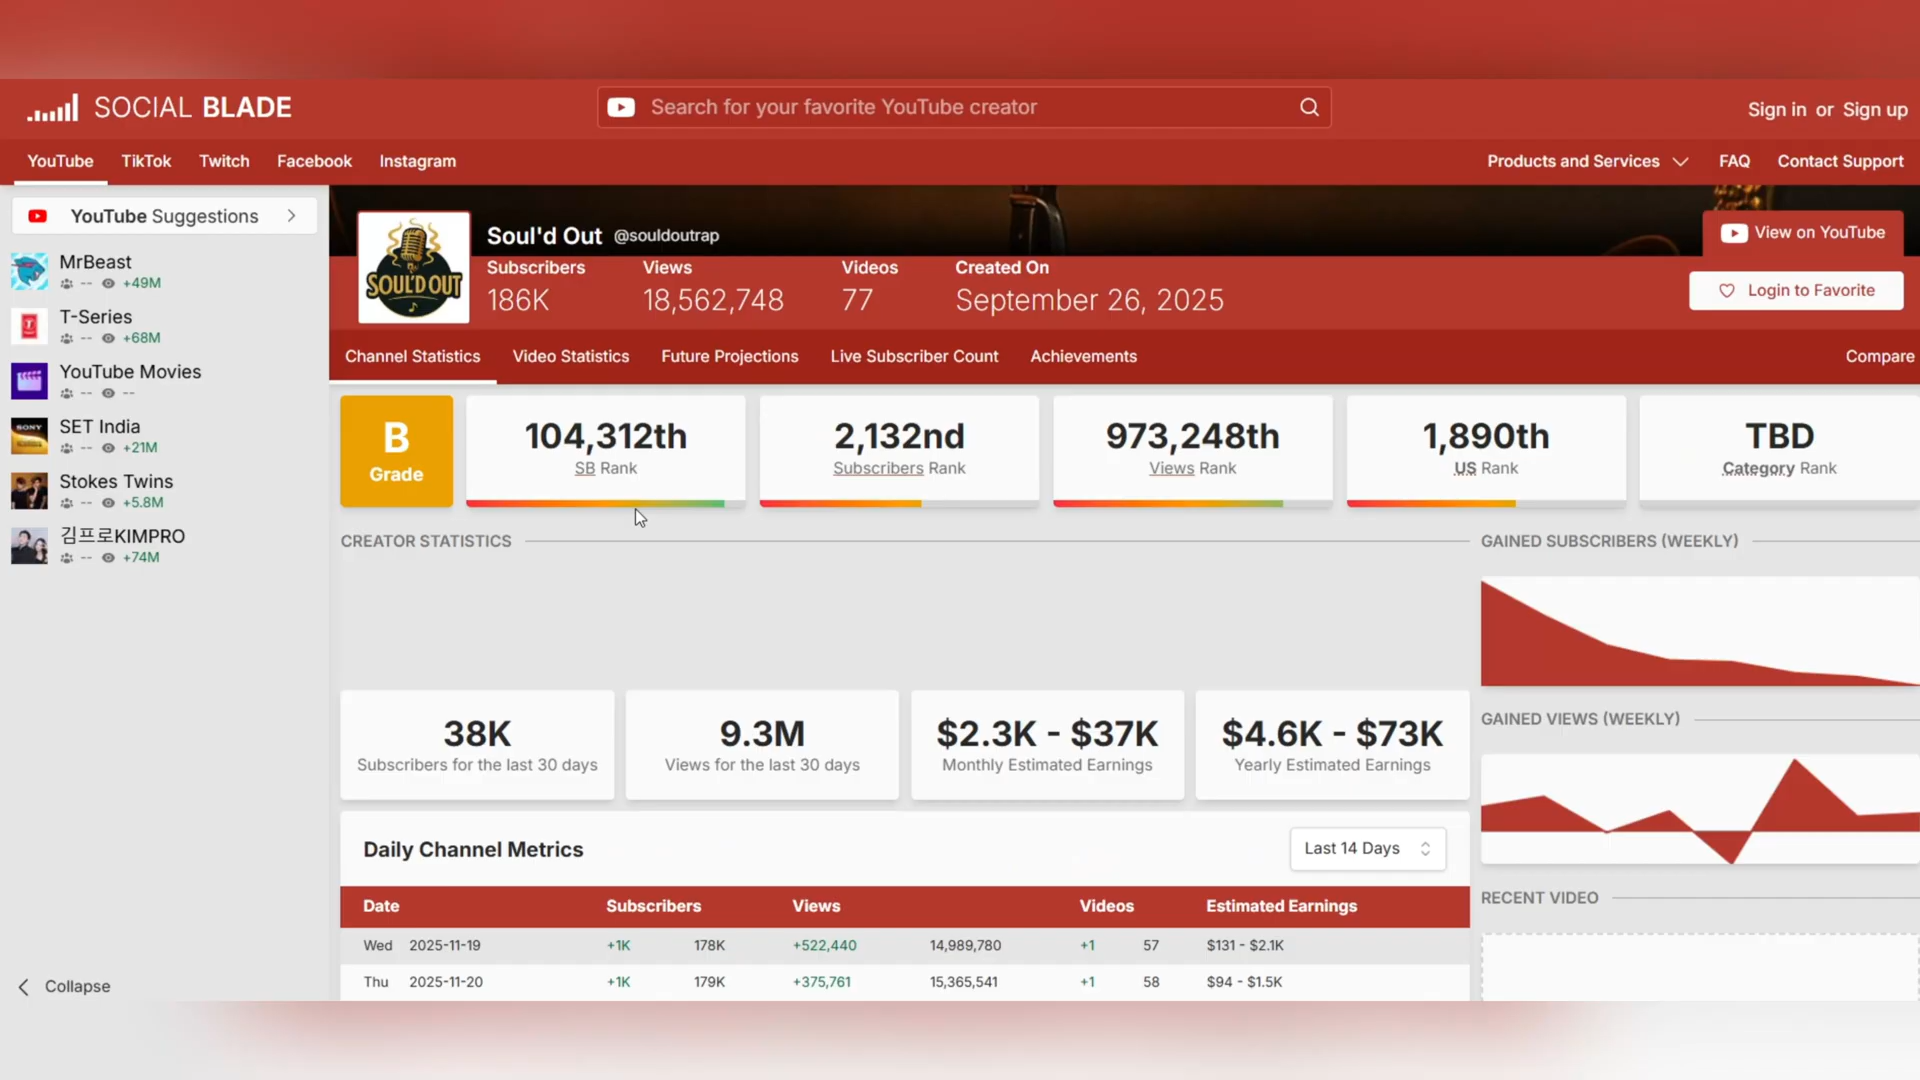 SOCIAL BLADE
Search for your favorite YouTube creator
Sign in or Sign up
YouTube TikTok Twitch Facebook Instagram
Products and Services FAQ Contact Support
YouTube Suggestions
MrBeast
-- +49M
T-Series
-- +68M
YouTube Movies
-- --
SET India
-- +21M
Stokes Twins
-- +5.8M
김프로KIMPRO
-- +74M
Collapse
SOUL'D OUT
Soul'd Out @souldoutrap
View on YouTube
Subscribers Views Videos Created On
186K 18,562,748 77 September 26, 2025
Login to Favorite
Channel Statistics Video Statistics Future Projections Live Subscriber Count Achievements Compare
B
Grade
104,312th
SB Rank
2,132nd
Subscribers Rank
973,248th
Views Rank
1,890th
US Rank
TBD
Category Rank
CREATOR STATISTICS
38K
Subscribers for the last 30 days
9.3M
Views for the last 30 days
$2.3K - $37K
Monthly Estimated Earnings
$4.6K - $73K
Yearly Estimated Earnings
Daily Channel Metrics
Last 14 Days
Date Subscribers Views Videos Estimated Earnings
Wed 2025-11-19 +1K 178K +522,440 14,989,780 +1 57 $131 - $2.1K
Thu 2025-11-20 +1K 179K +375,761 15,365,541 +1 58 $94 - $1.5K
GAINED SUBSCRIBERS (WEEKLY)
GAINED VIEWS (WEEKLY)
RECENT VIDEO